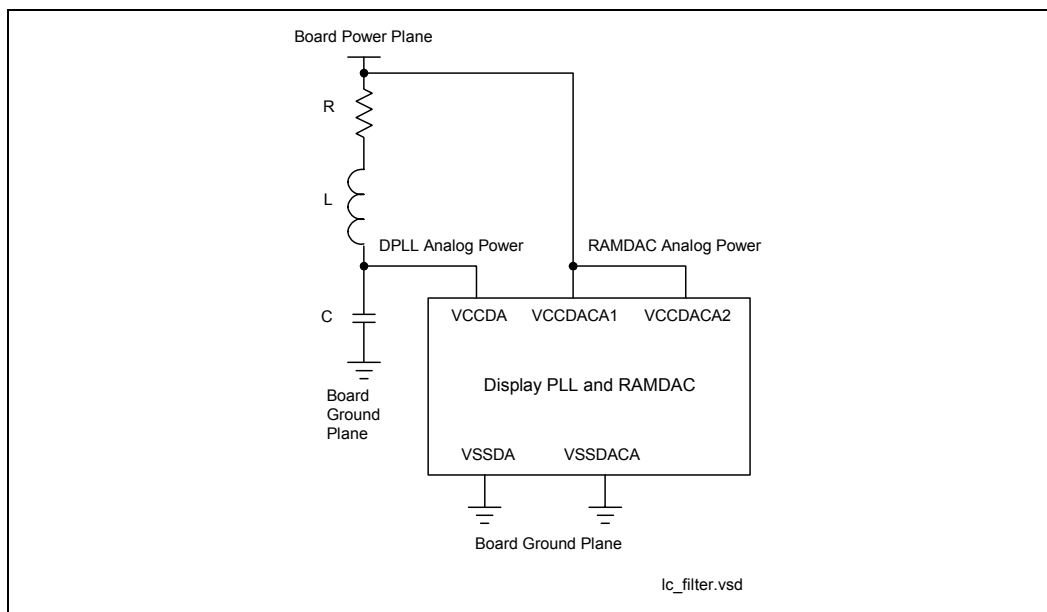 Board Power Plane
R
L
DPLL Analog Power
RAMDAC Analog Power
C
VCCDA
VCCDACA1
VCCDACA2
Board
Ground
Plane
Display PLL and RAMDAC
VSSDA
VSSDACA
Board Ground Plane
lc_filter.vsd